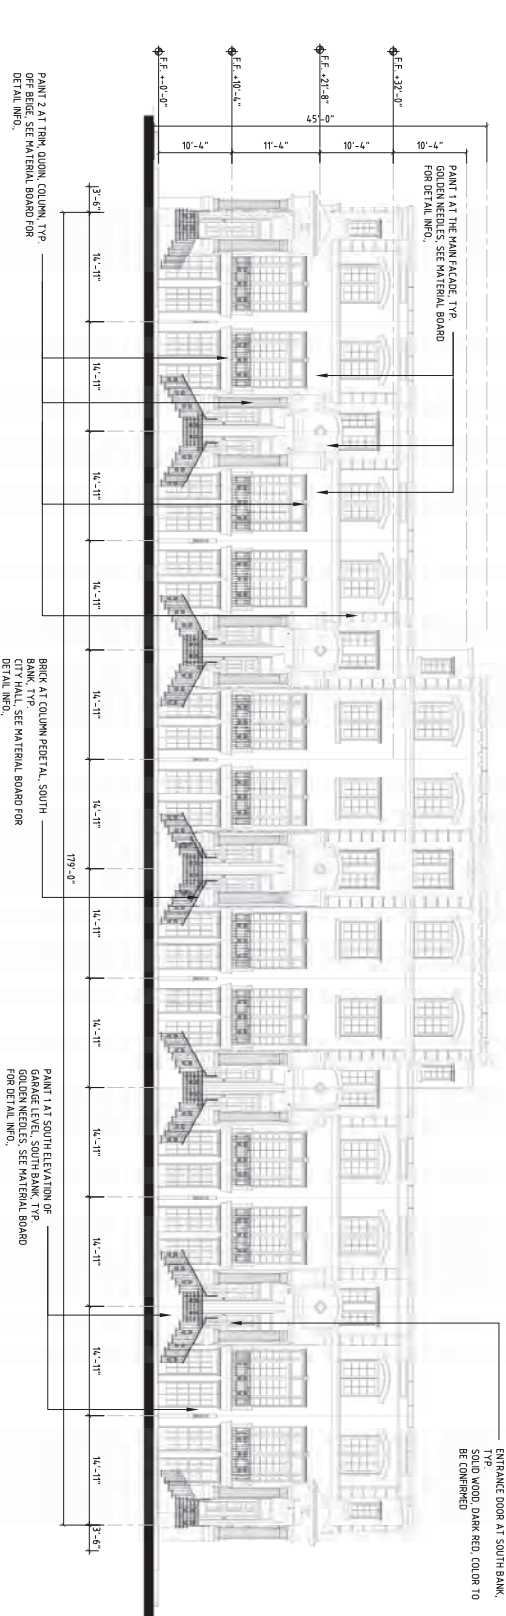 PAINT 1 AT THE MAIN FACADE, TYP.
GOLDEN NEEDLES, SEE MATERIAL BOARD
FOR DETAIL INFO.,
ENTRANCE DOOR AT SOUTH BANK,
TYP.
SOLID WOOD, DARK RED, COLOR TO
BE CONFIRMED
10'-4"
F.F. +32'-0"
10'-4"
F.F. +21'-8"
45'-0"
11'-4"
F.F. +10'-4"
10'-4"
F.F. +-0'-0"
3'-6"
14'-11"
14'-11"
14'-11"
14'-11"
14'-11"
14'-11"
14'-11"
14'-11"
14'-11"
14'-11"
14'-11"
14'-11"
3'-6"
179'-0"
PAINT 2 AT TRIM, QUOIN, COLUMN, TYP.
OFF BEIGE, SEE MATERIAL BOARD FOR
DETAIL INFO.,
BRICK AT COLUMN PEDETAL, SOUTH
BANK, TYP.
CITY HALL, SEE MATERIAL BOARD FOR
DETAIL INFO.,
PAINT 1 AT SOUTH ELEVATION OF
GARAGE LEVEL, SOUTH BANK, TYP.
GOLDEN NEEDLES, SEE MATERIAL BOARD
FOR DETAIL INFO.,